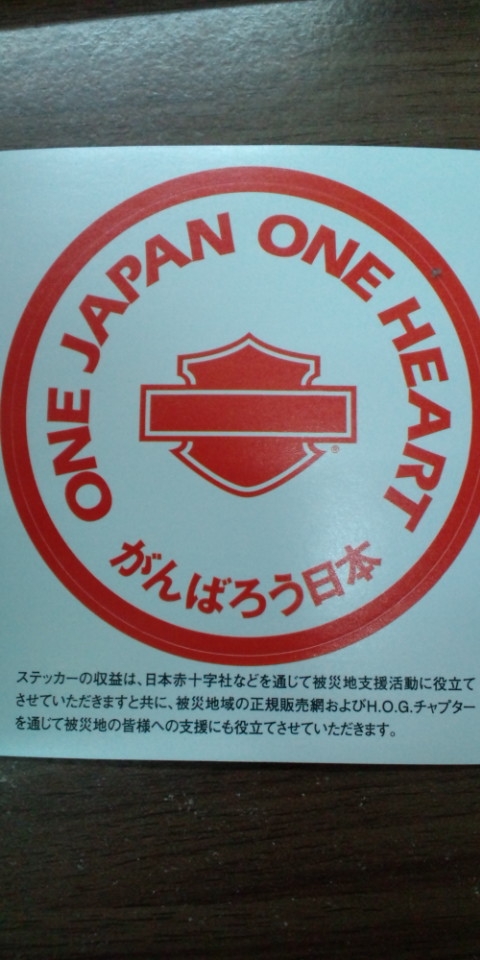 ONE JAPAN ONE HEART
がんばろう日本
ステッカーの収益は、日本赤十字社などを通じて被災地支援活動に役立て
させていただきますと共に、被災地域の正規販売網およびH.O.G.チャプター
を通じて被災地の皆様への支援にも役立てさせていただきます。